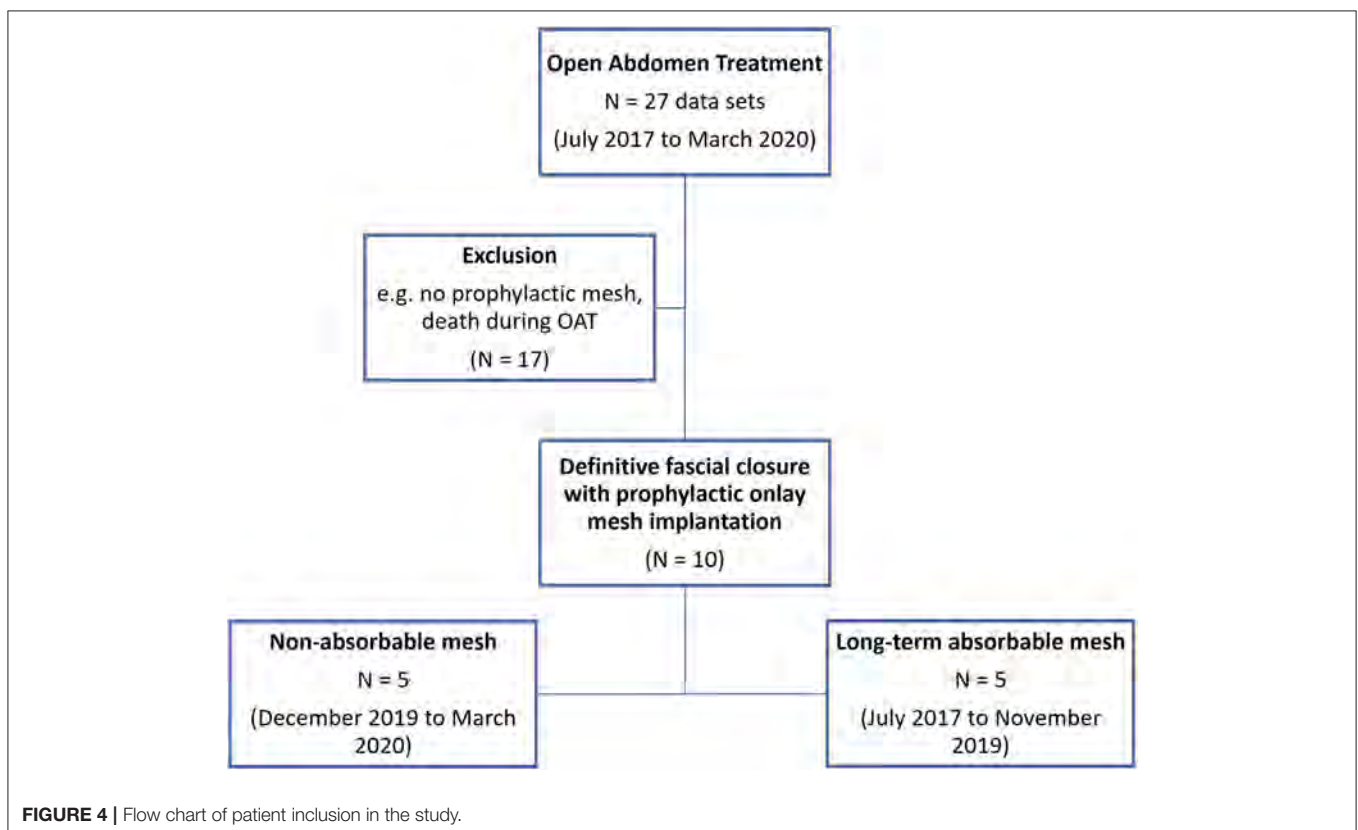 Open Abdomen Treatment
N = 27 data sets
(July 2017 to March 2020)
Exclusion
e.g. no prophylactic mesh,
death during OAT
(N = 17)
Definitive fascial closure
with prophylactic onlay
mesh implantation
(N = 10)
Non-absorbable mesh
N = 5
(December 2019 to March
2020)
Long-term absorbable mesh
N = 5
(July 2017 to November
2019)
FIGURE 4 | Flow chart of patient inclusion in the study.